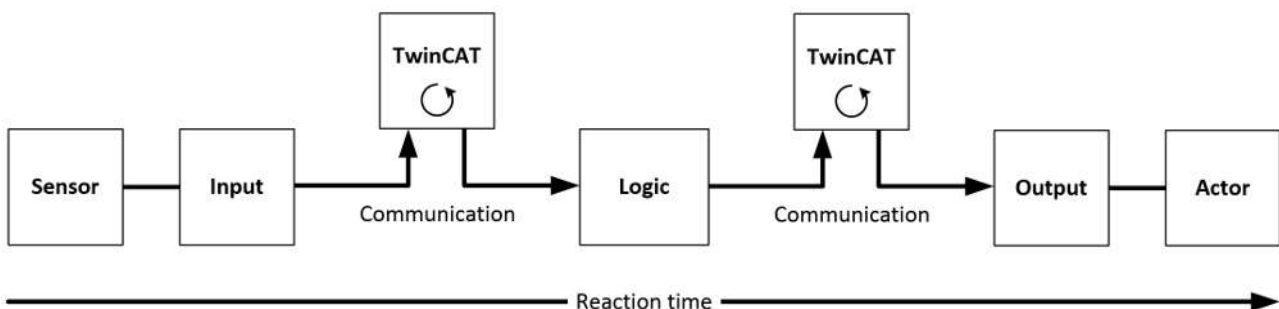 TwinCAT
TwinCAT
Sensor
Input
Communication
Logic
Communication
Output
Actor
Reaction time